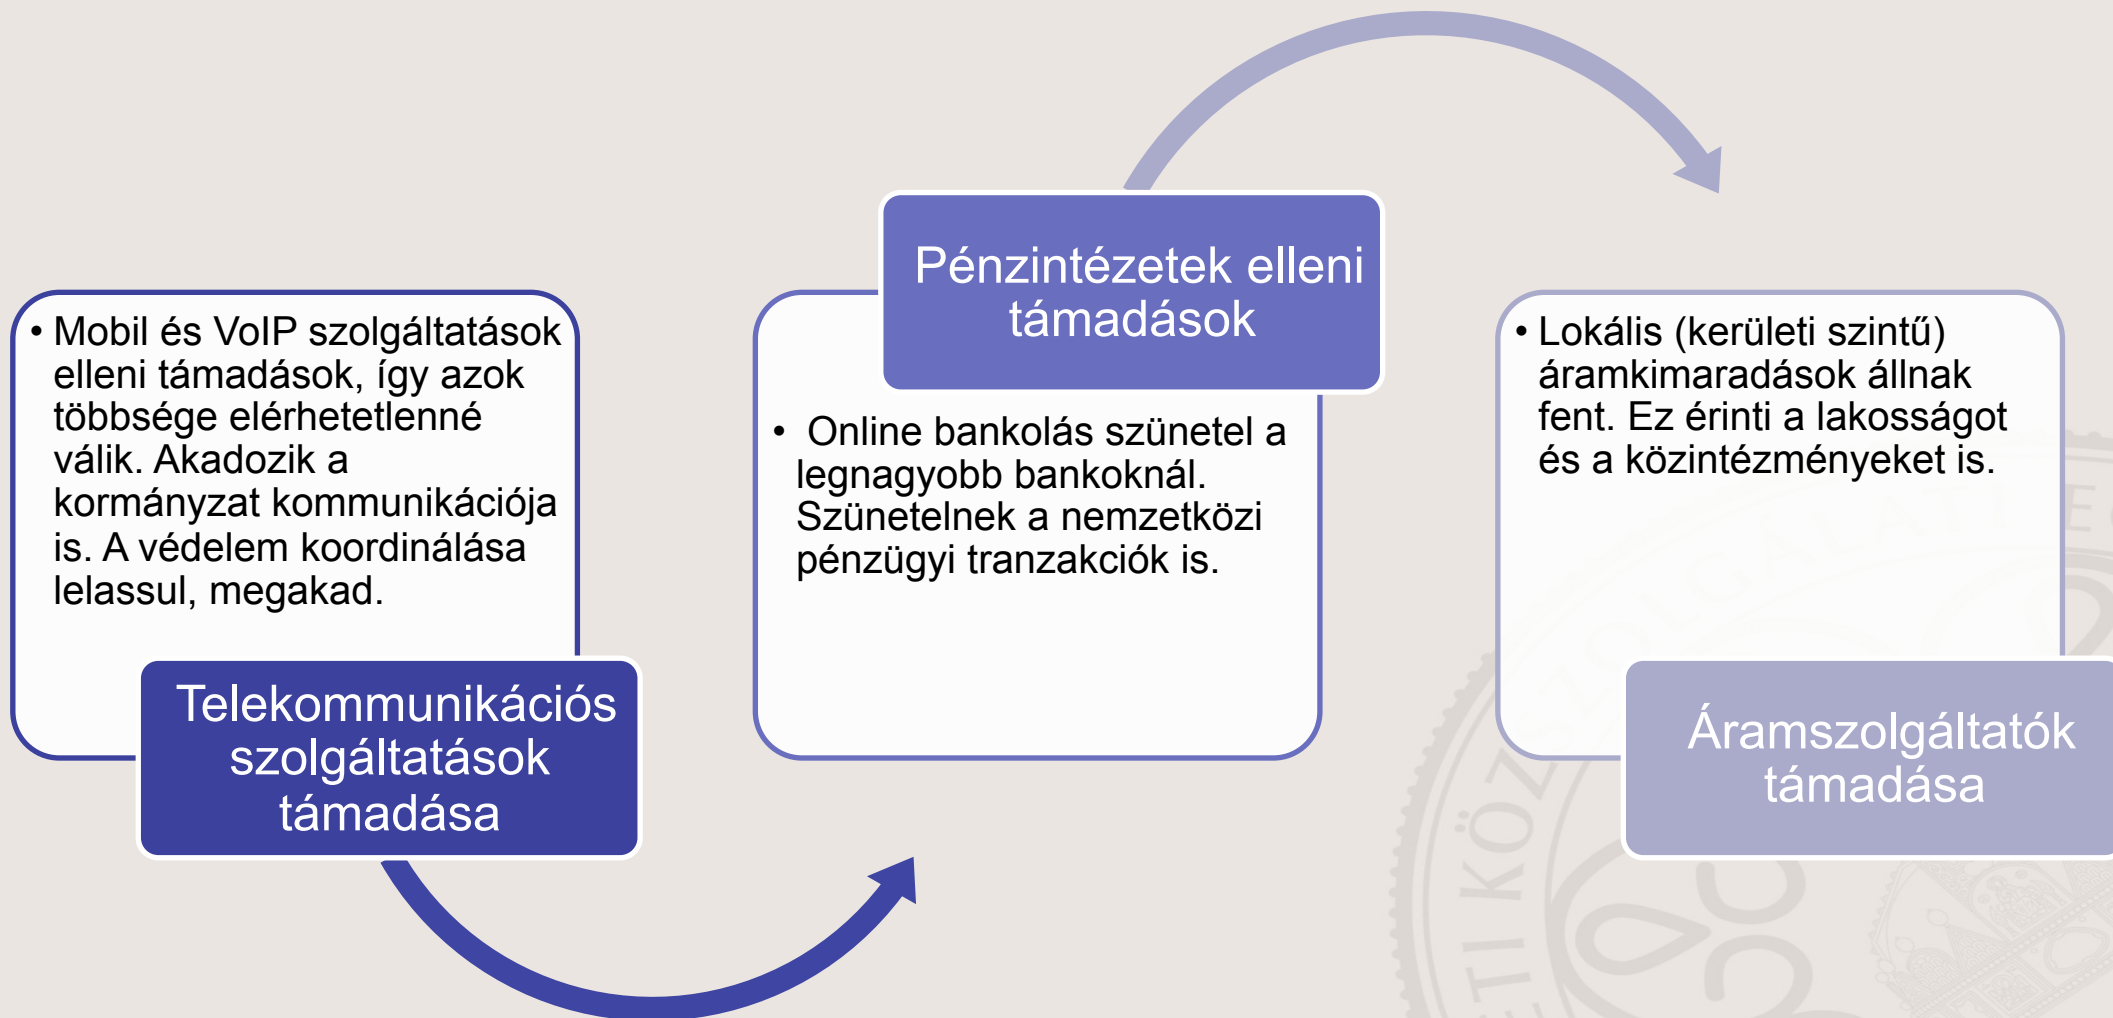 • Mobil és VoIP szolgáltatások
elleni támadások, így azok
többsége elérhetetlenné
válik. Akadozik a
kormányzat kommunikációja
is. A védelem koordinálása
lelassul, megakad.
Telekommunikációs
szolgáltatások
támadása
Pénzintézetek elleni
támadások
• Online bankolás szünetel a
legnagyobb bankoknál.
Szünetelnek a nemzetközi
pénzügyi tranzakciók is.
• Lokális (kerületi szintű)
áramkimaradások állnak
fent. Ez érinti a lakosságot
és a közintézményeket is.
Áramszolgáltatók
támadása
ETI KÖZSZOLGÁLATI E